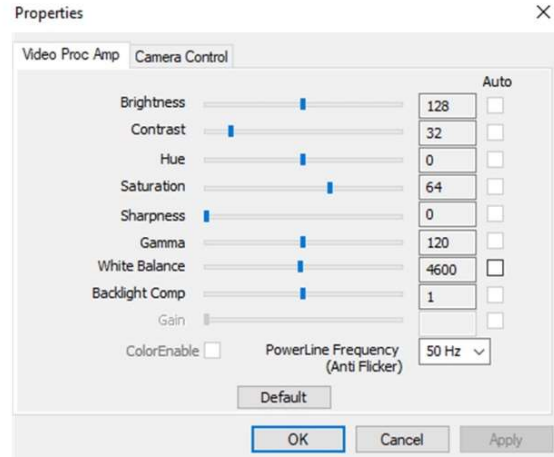 Properties
Video Proc Amp Camera Control
Auto
Brightness 128
Contrast 32
Hue 0
Saturation 64
Sharpness 0
Gamma 120
White Balance 4600
Backlight Comp 1
Gain
ColorEnable PowerLine Frequency 50 Hz
(Anti Flicker)
Default
OK Cancel Apply